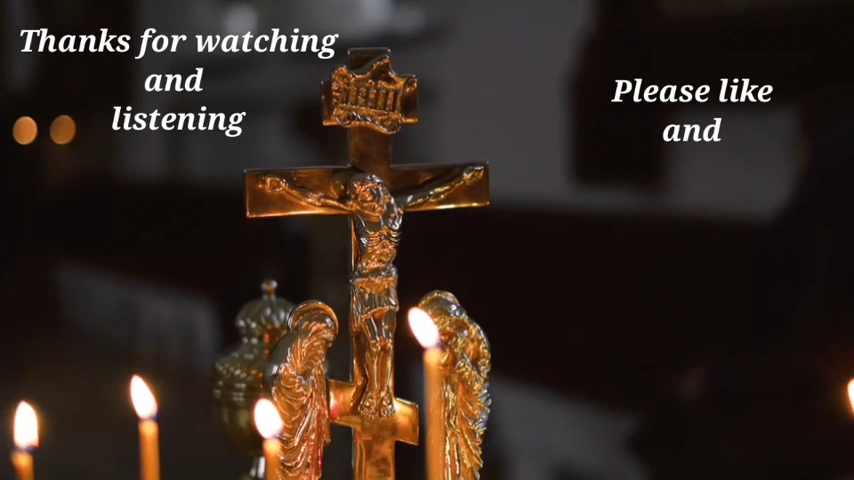 Thanks for watching
and
listening
Please like
and